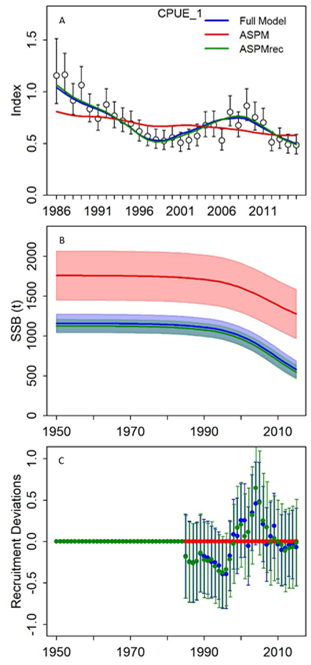 A CPUE_1
Full Model
ASPM
ASPMrec
Index
1.5
1.0
0.5
0.0
1986 1991 1996 2001 2006 2011
B
SSB (t)
2000
1500
1000
500
0
1950 1970 1990 2010
C
Recruitment Deviations
1.0
0.5
0.0
-0.5
-1.0
1950 1970 1990 2010